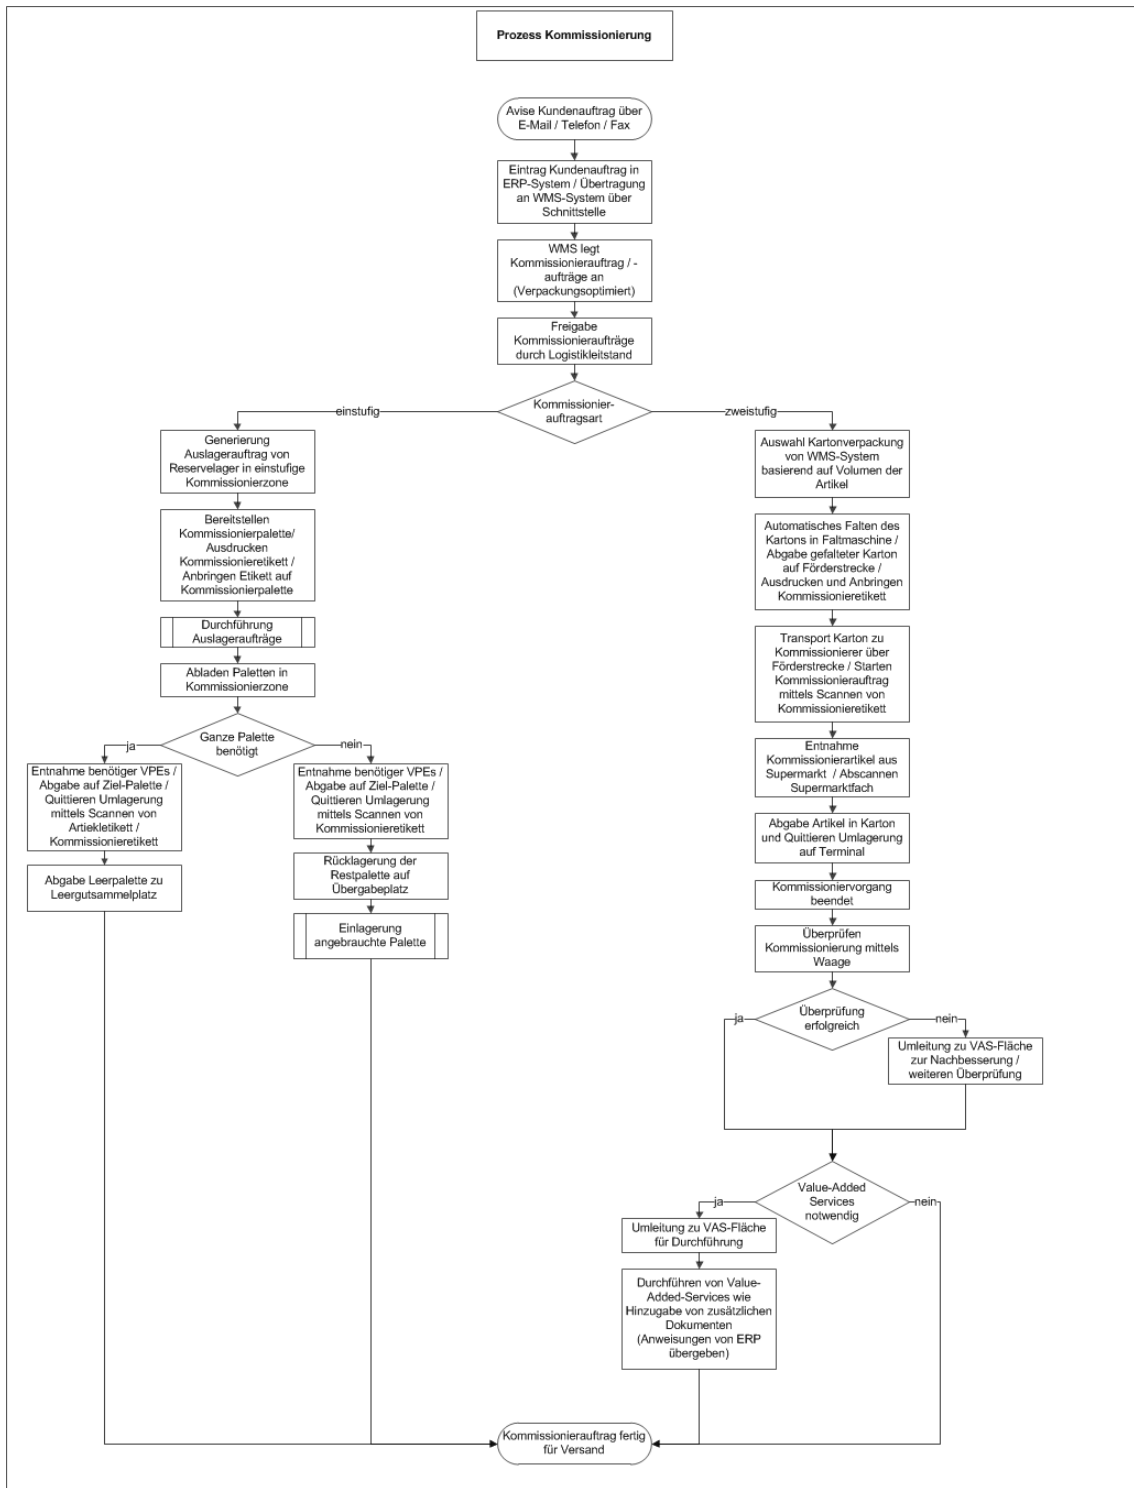 Prozess Kommissionierung
Avise Kundenauftrag über
E-Mail / Telefon / Fax
Eintrag Kundenauftrag in
ERP-System / Übertragung
an WMS-System über
Schnittstelle
WMS legt
Kommissionierauftrag / -
aufträge an
(Verpackungsoptimiert)
Freigabe
Kommissionieraufträge
durch Logistikleitstand
Kommissionier-
auftragsart
einstufig
zweistufig
Generierung
Auslagerauftrag von
Reservelager in einstufige
Kommissionierzone
Bereitstellen
Kommissionierpalette/
Ausdrucken
Kommissionieretikett /
Anbringen Etikett auf
Kommissionierpalette
Durchführung
Auslageraufträge
Abladen Paletten in
Kommissionierzone
Ganze Palette
benötigt
ja
nein
Entnahme benötiger VPEs /
Abgabe auf Ziel-Palette /
Quittieren Umlagerung
mittels Scannen von
Artiekletikett /
Kommissionieretikett
Abgabe Leerpalette zu
Leergutsammelplatz
Entnahme benötiger VPEs /
Abgabe auf Ziel-Palette /
Quittieren Umlagerung
mittels Scannen von
Kommissionieretikett
Rücklagerung der
Restpalette auf
Übergabeplatz
Einlagerung
angebrauchte Palette
Auswahl Kartonverpackung
von WMS-System
basierend auf Volumen der
Artikel
Automatisches Falten des
Kartons in Faltmaschine /
Abgabe gefalteter Karton
auf Förderstrecke /
Ausdrucken und Anbringen
Kommissionieretikett
Transport Karton zu
Kommissionierer über
Förderstrecke / Starten
Kommissionierauftrag
mittels Scannen von
Kommissionieretikett
Entnahme
Kommissionierartikel aus
Supermarkt / Abscannen
Supermarktfach
Abgabe Artikel in Karton
und Quittieren Umlagerung
auf Terminal
Kommissioniervorgang
beendet
Überprüfen
Kommissionierung mittels
Waage
Überprüfung
erfolgreich
ja
nein
Umleitung zu VAS-Fläche
zur Nachbesserung /
weiteren Überprüfung
Value-Added
Services
notwendig
ja
nein
Umleitung zu VAS-Fläche
für Durchführung
Durchführen von Value-
Added-Services wie
Hinzugabe von zusätzlichen
Dokumenten
(Anweisungen von ERP
übergeben)
Kommissionierauftrag fertig
für Versand